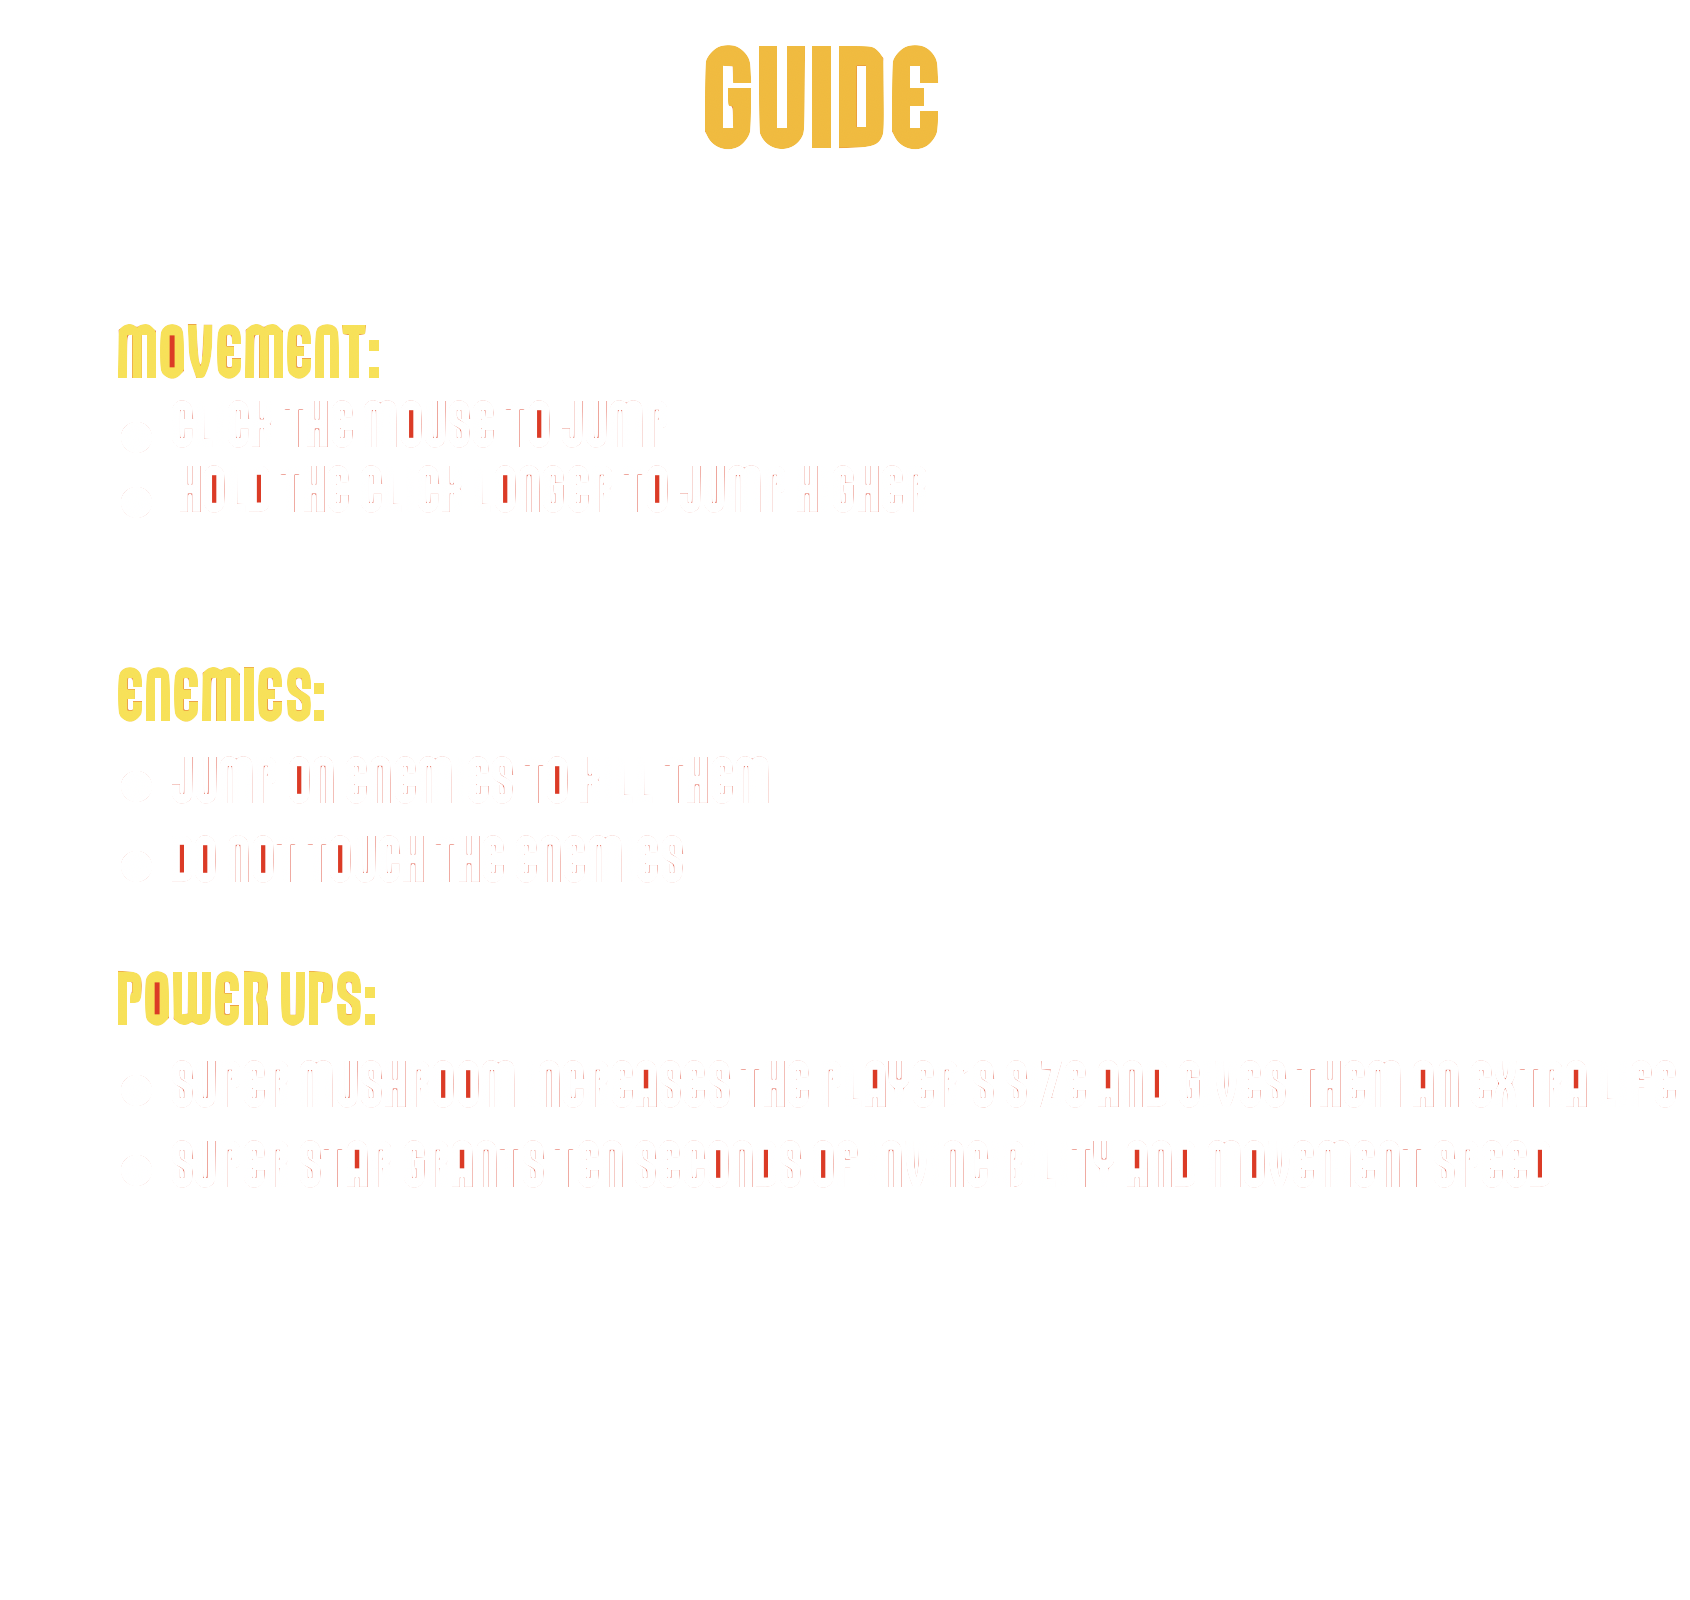 GUIDE
MOVEMENT:
CLICK THE MOUSE TO JUMP
HOLD THE CLICK LONGER TO JUMP HIGHER
ENEMIES:
JUMP ON ENEMIES TO KILL THEM
DO NOT TOUCH THE ENEMIES
POWER UPS:
SUPER MUSHROOM INCREASES THE PLAYER'S SIZE AND GIVES THEM AN EXTRA LIFE
SUPER STAR GRANTS TEN SECONDS OF INVINCIBILITY AND MOVEMENT SPEED